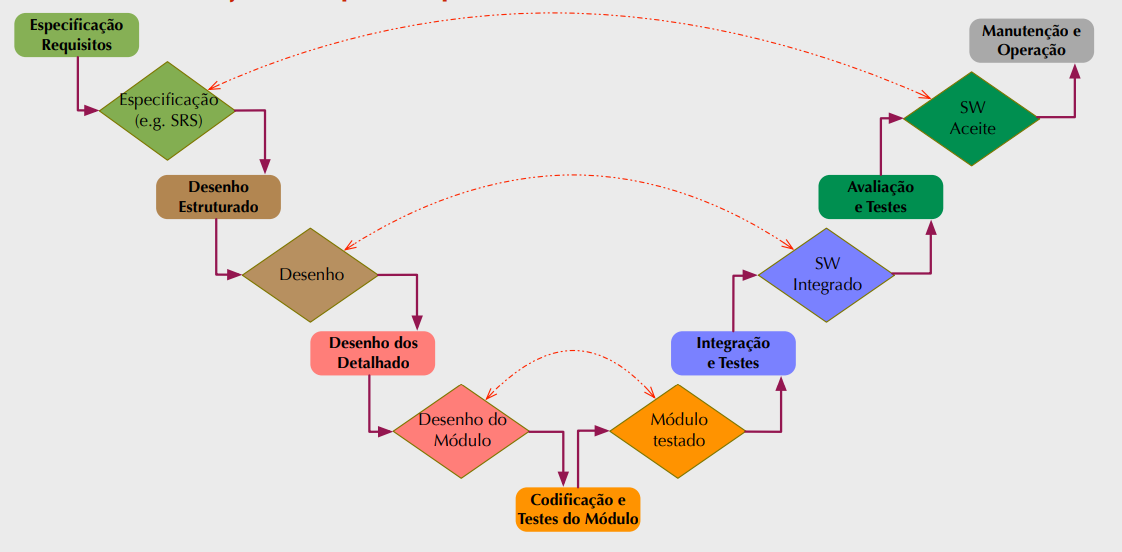 Especificação
Requisitos
Manutenção e
Operação
Especificação
(e.g. SRS)
SW
Aceite
Desenho
Estruturado
Avaliação
e Testes
Desenho
SW
Integrado
Desenho dos
Detalhado
Integração
e Testes
Desenho do
Módulo
Módulo
testado
Codificação e
Testes do Módulo